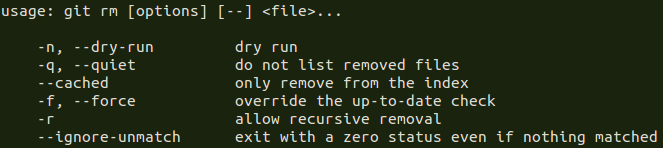 usage: git rm [options] [--] <file>...
-n, --dry-run dry run
-q, --quiet do not list removed files
--cached only remove from the index
-f, --force override the up-to-date check
-r allow recursive removal
--ignore-unmatch exit with a zero status even if nothing matched